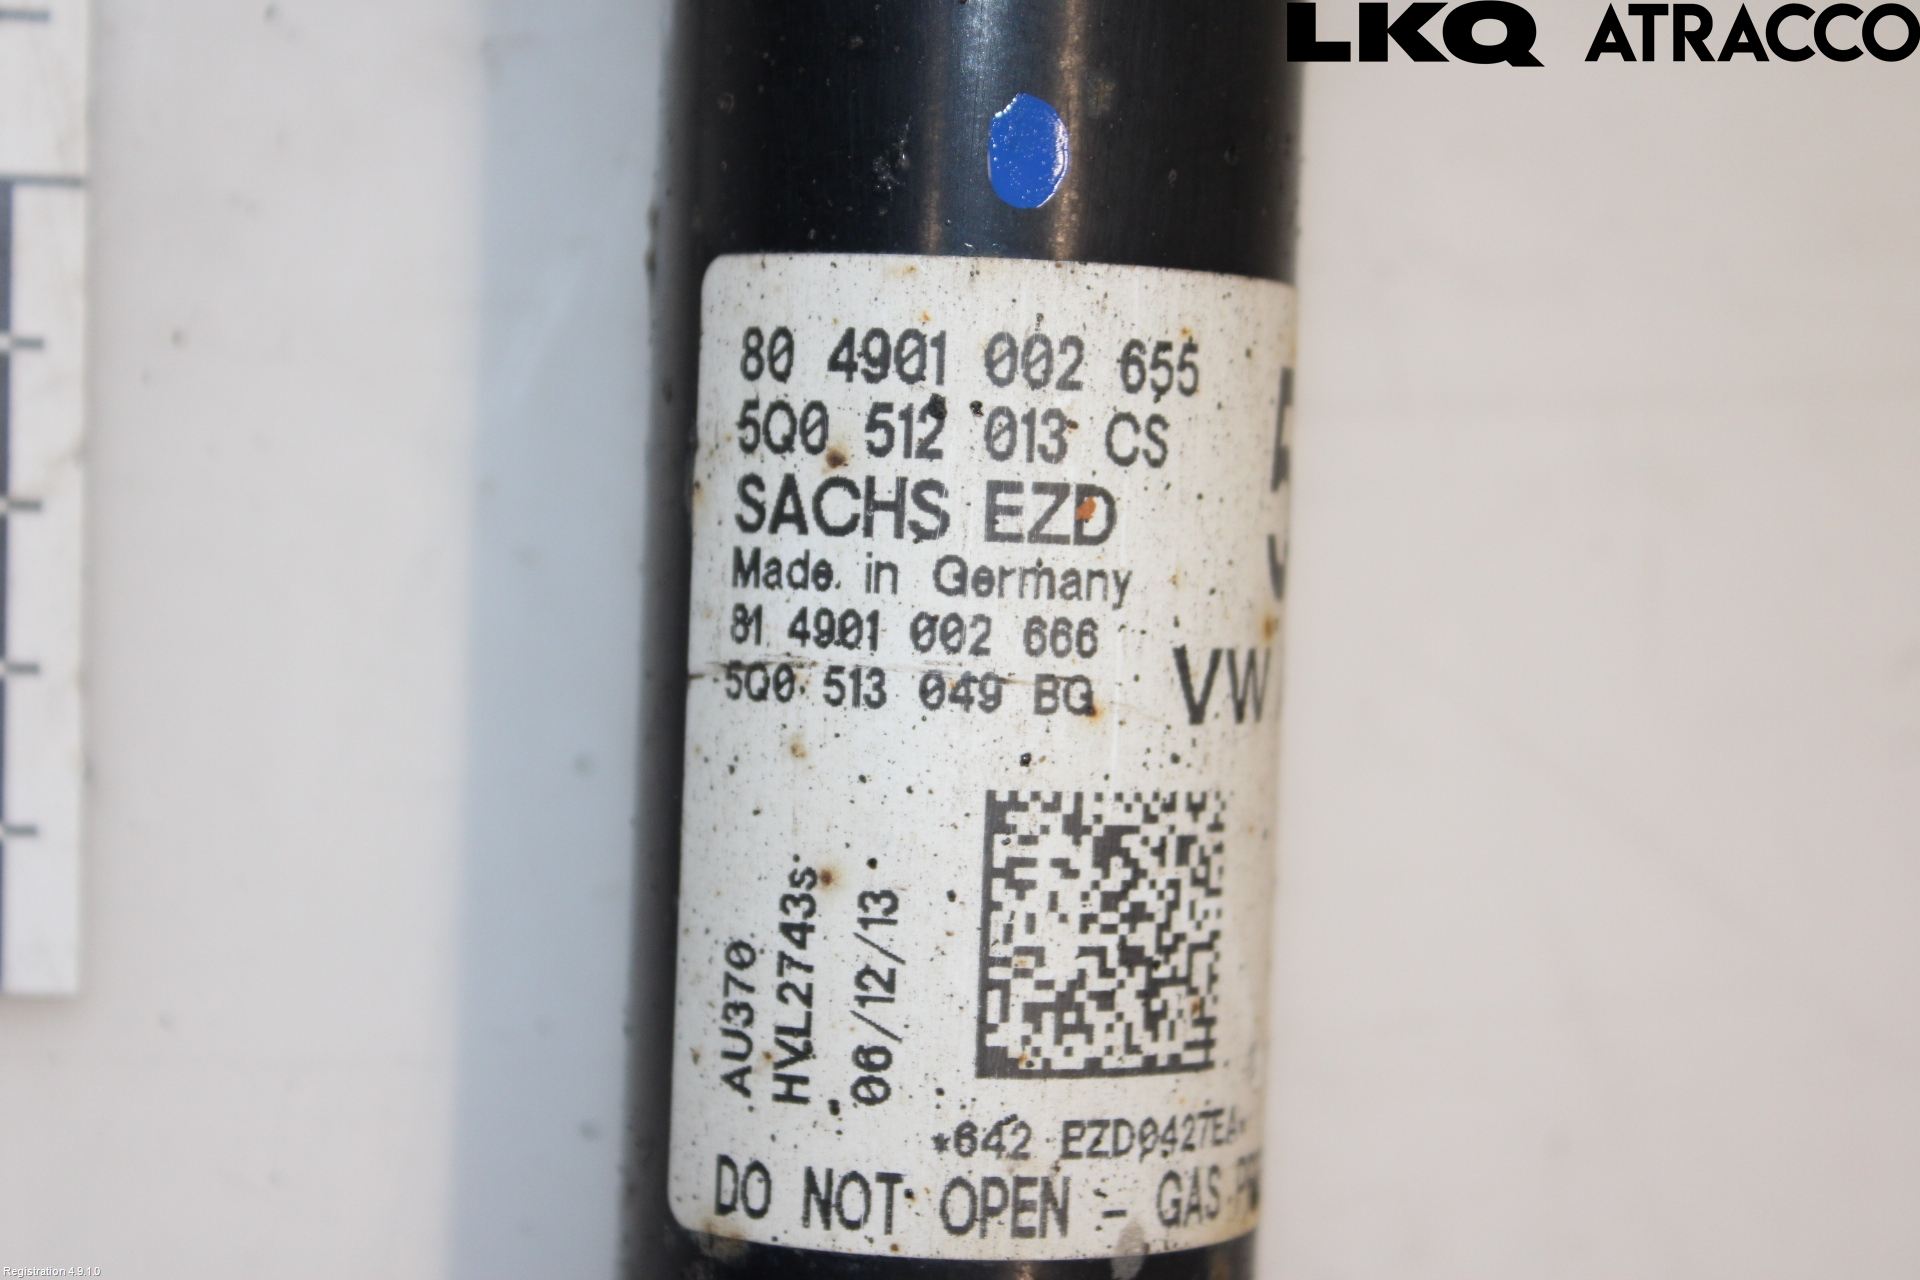 LKQ ATRACCO
80 4901 002 655
5Q0 512 013 CS
SACHS EZD
Made in Germany
81 4901 002 666
5Q0 513 049 BG
VW
AU370
HVL2743s
06/12/13
*642 EZD0427EA*
DO NOT OPEN - GAS
Registration 4.9.1.0